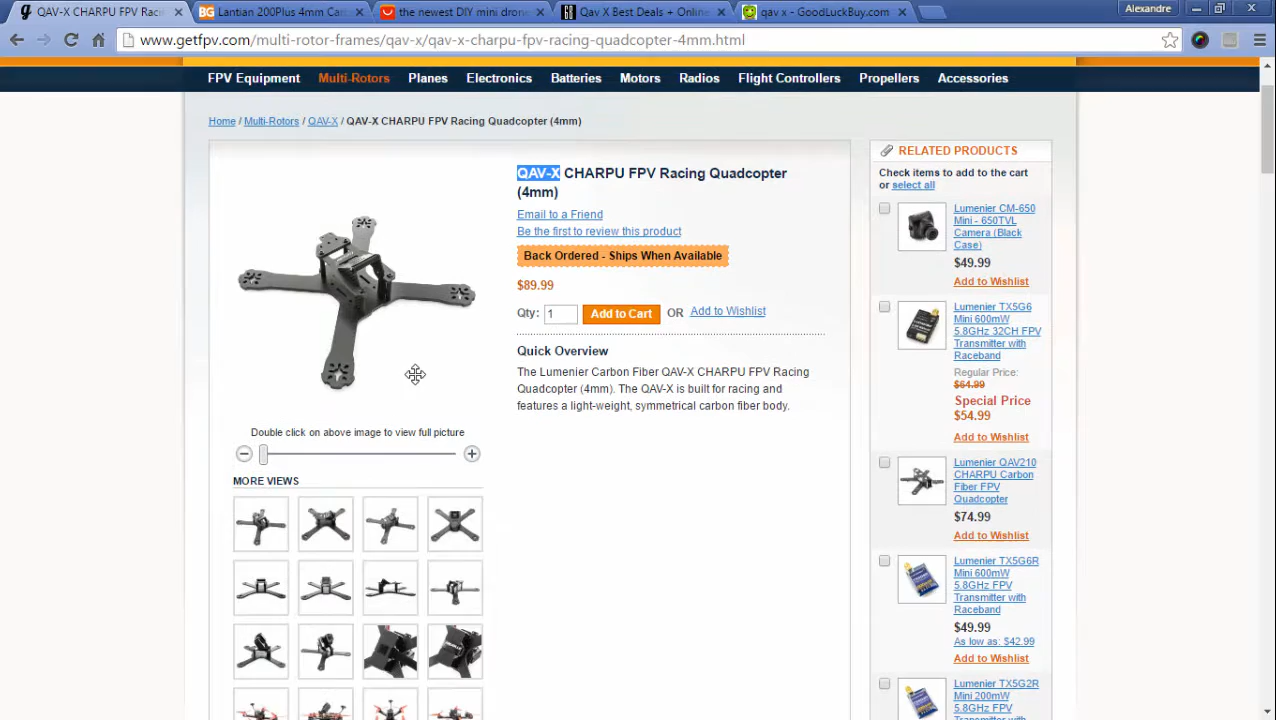 QAV-X CHARPU FPV Raci
Lantian 200Plus 4mm Car
the newest DIY mini drone
Qav X Best Deals + Online
qav x - GoodLuckBuy.com
Alexandre
www.getfpv.com/multi-rotor-frames/qav-x/qav-x-charpu-fpv-racing-quadcopter-4mm.html
FPV Equipment Multi-Rotors Planes Electronics Batteries Motors Radios Flight Controllers Propellers Accessories
Home / Multi-Rotors / QAV-X / QAV-X CHARPU FPV Racing Quadcopter (4mm)
QAV-X CHARPU FPV Racing Quadcopter
(4mm)
Email to a Friend
Be the first to review this product
Back Ordered - Ships When Available
$89.99
Qty: 1 Add to Cart OR Add to Wishlist
Quick Overview
The Lumenier Carbon Fiber QAV-X CHARPU FPV Racing
Quadcopter (4mm). The QAV-X is built for racing and
features a light-weight, symmetrical carbon fiber body.
Double click on above image to view full picture
MORE VIEWS
RELATED PRODUCTS
Check items to add to the cart
or select all
Lumenier CM-650
Mini - 650TVL
Camera (Black
Case)
$49.99
Add to Wishlist
Lumenier TX5G6
Mini 600mW
5.8GHz 32CH FPV
Transmitter with
Raceband
Regular Price:
$64.99
Special Price
$54.99
Add to Wishlist
Lumenier QAV210
CHARPU Carbon
Fiber FPV
Quadcopter
$74.99
Add to Wishlist
Lumenier TX5G6R
Mini 600mW
5.8GHz FPV
Transmitter with
Raceband
$49.99
As low as: $42.99
Add to Wishlist
Lumenier TX5G2R
Mini 200mW
5.8GHz FPV
Transmitter with